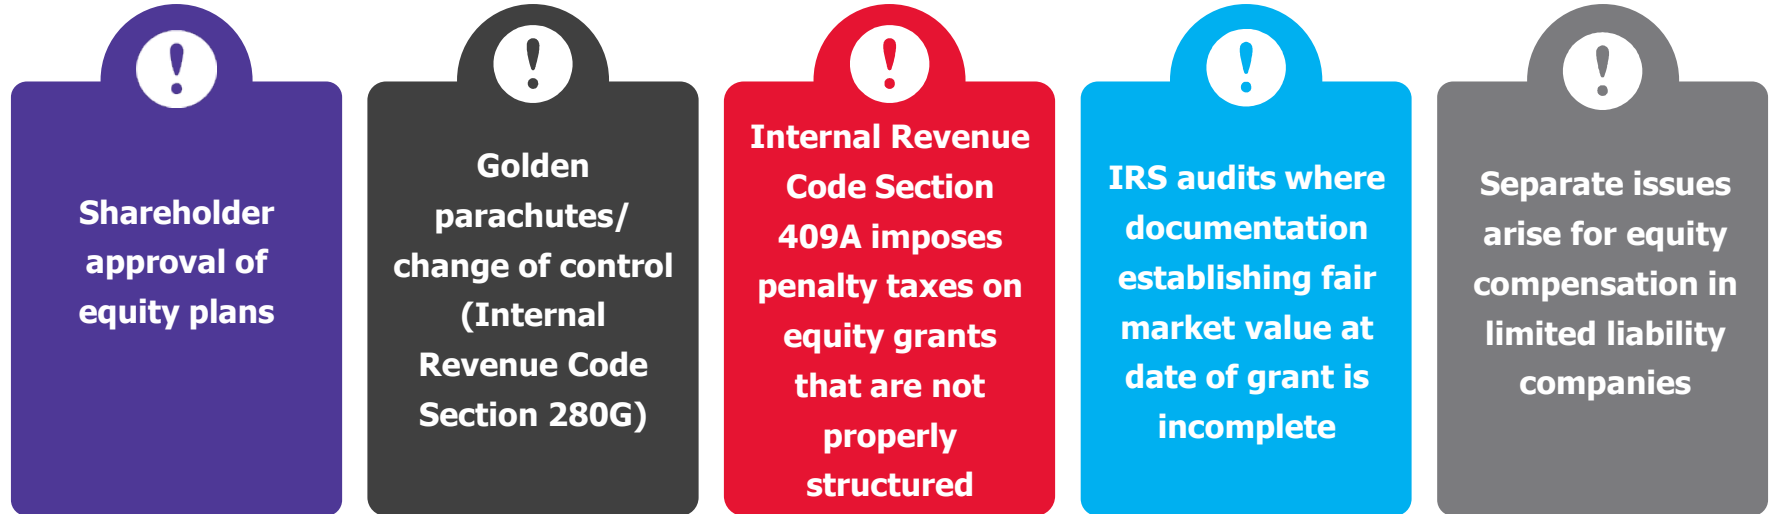 !
Shareholder
approval of
equity plans
!
Golden
parachutes/
change of control
(Internal
Revenue Code
Section 280G)
!
Internal Revenue
Code Section
409A imposes
penalty taxes on
equity grants
that are not
properly
structured
!
IRS audits where
documentation
establishing fair
market value at
date of grant is
incomplete
!
Separate issues
arise for equity
compensation in
limited liability
companies